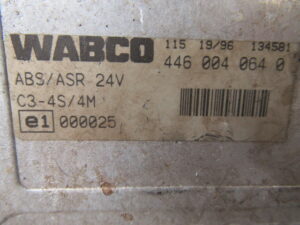 WABCO 115 19/96 134581
446 004 064 0
ABS/ASR 24V
C3-4S/4M
e1 000025